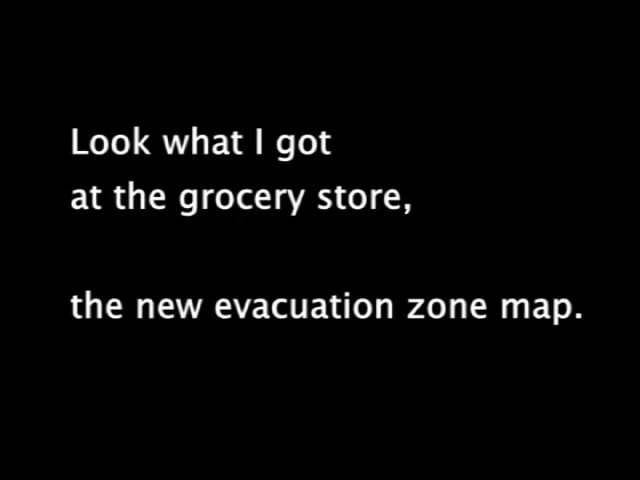 Look what I got
at the grocery store,
the new evacuation zone map.